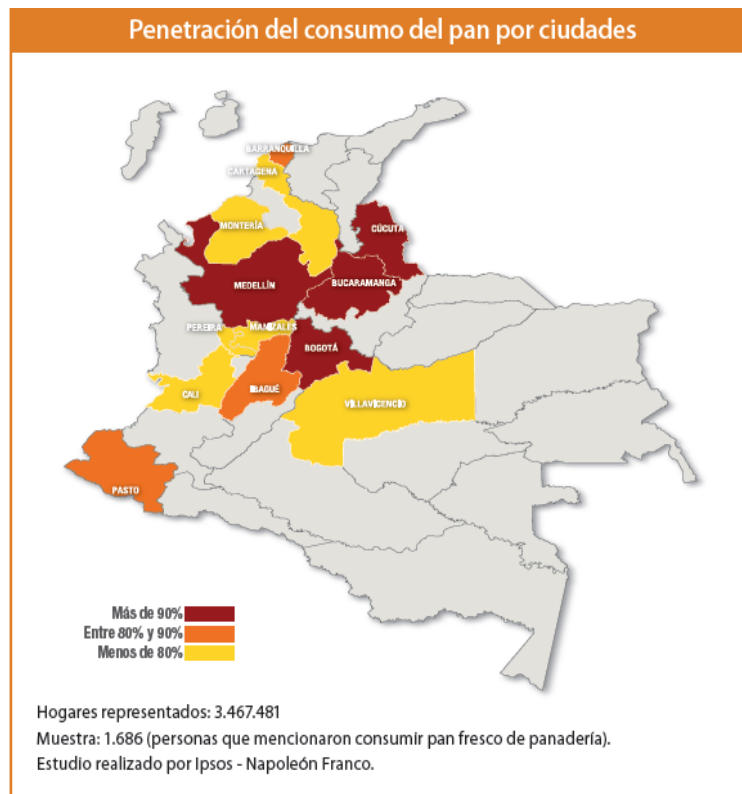 Penetración del consumo del pan por ciudades
BARRANQUILLA
CARTAGENA
MONTERÍA
CÚCUTA
MEDELLÍN
BUCARAMANGA
PEREIRA
MANIZALES
BOGOTÁ
CALI
IBAGUÉ
VILLAVICENCIO
PASTO
Más de 90%
Entre 80% y 90%
Menos de 80%
Hogares representados: 3.467.481
Muestra: 1.686 (personas que mencionaron consumir pan fresco de panadería).
Estudio realizado por Ipsos - Napoleón Franco.